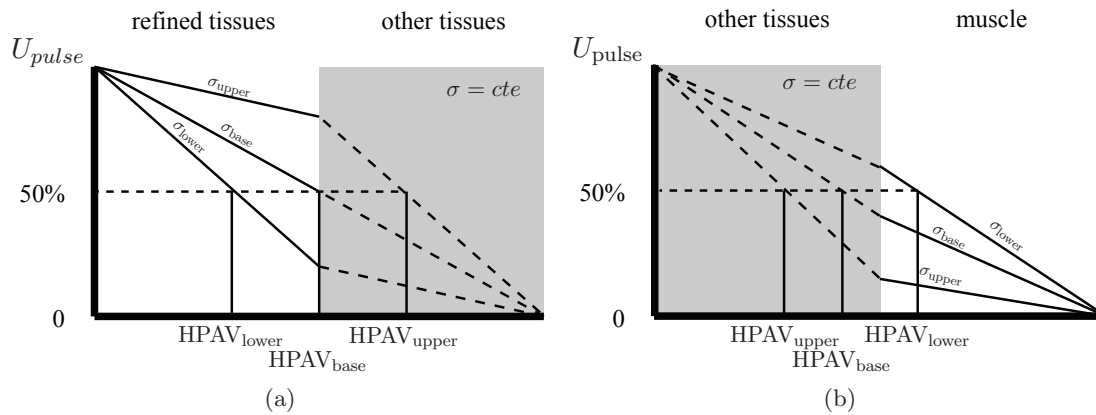 refined tissues
other tissues
U_pulse
σ_upper
σ = cte
σ_lower
σ_base
50%
0
HPAV_lower
HPAV_upper
HPAV_base
(a)
other tissues
muscle
U_pulse
σ = cte
50%
σ_lower
σ_base
σ_upper
0
HPAV_upper
HPAV_lower
HPAV_base
(b)